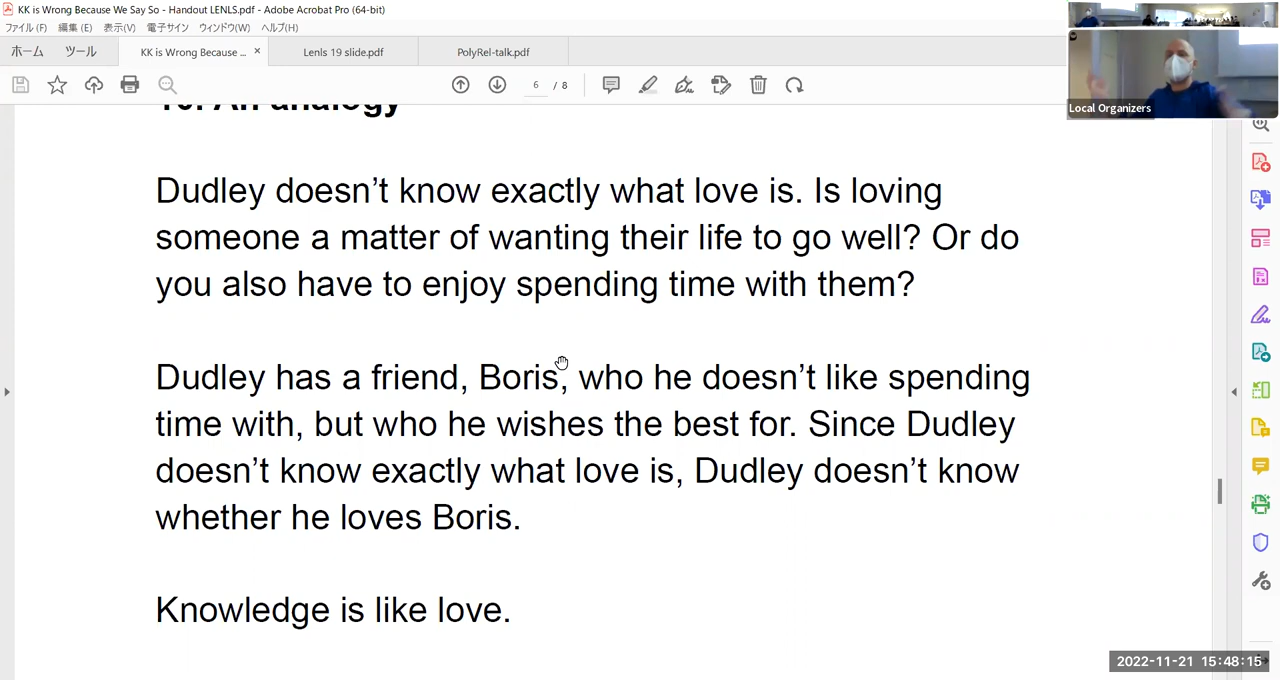 KK is Wrong Because We Say So - Handout LENLS.pdf - Adobe Acrobat Pro (64-bit)
ファイル(F) 編集(E) 表示(V) 電子サイン ウィンドウ(W) ヘルプ(H)
ホーム ツール KK is Wrong Because ... × Lenls 19 slide.pdf PolyRel-talk.pdf
6 / 8
Local Organizers
10. An analogy
Dudley doesn’t know exactly what love is. Is loving
someone a matter of wanting their life to go well? Or do
you also have to enjoy spending time with them?
Dudley has a friend, Boris, who he doesn’t like spending
time with, but who he wishes the best for. Since Dudley
doesn’t know exactly what love is, Dudley doesn’t know
whether he loves Boris.
Knowledge is like love.
2022-11-21 15:48:15